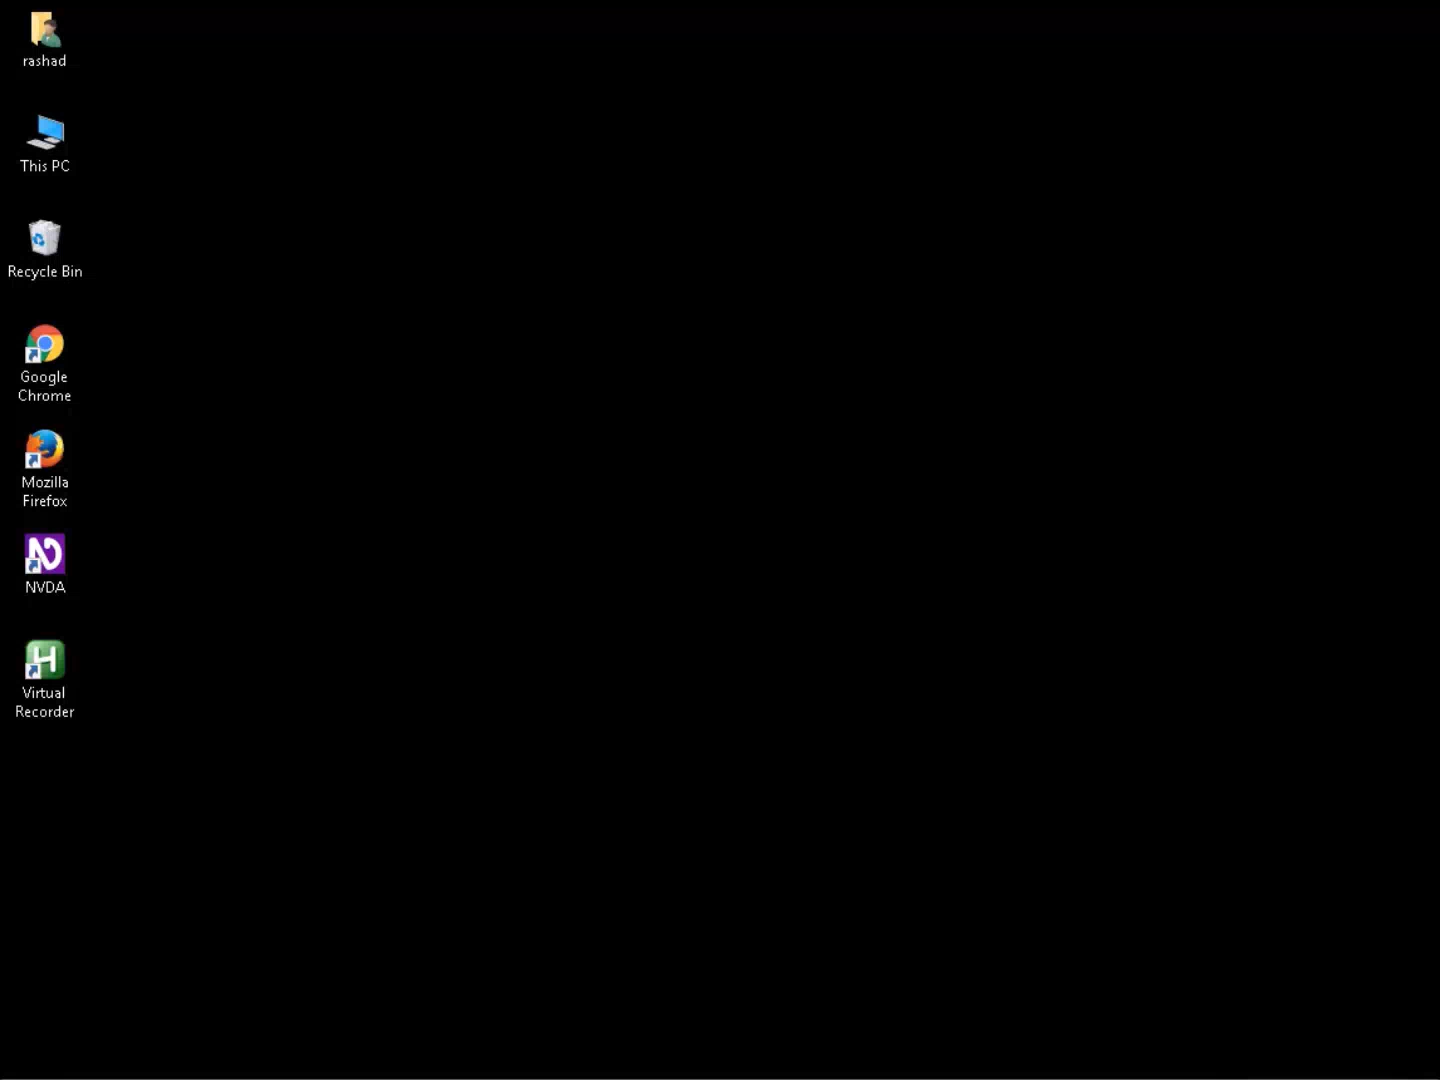 rashad
This PC
Recycle Bin
Google
Chrome
Mozilla
Firefox
NVDA
Virtual
Recorder